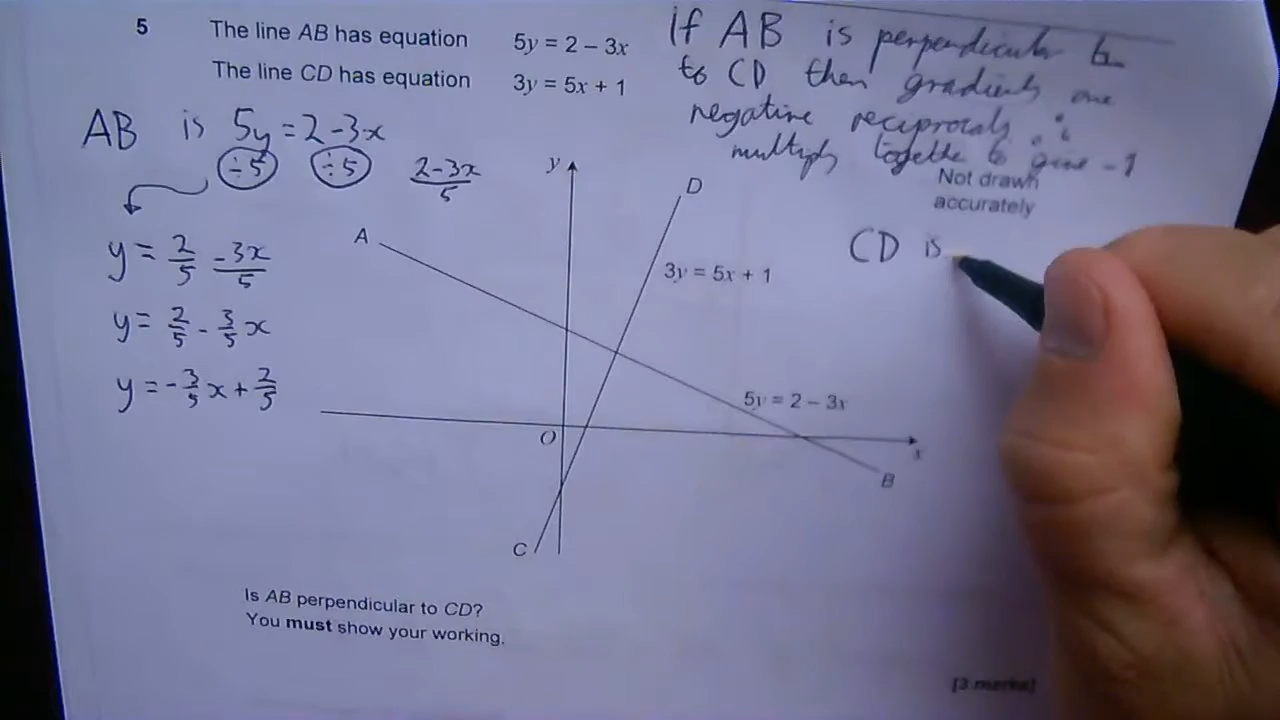 5 The line AB has equation 5y = 2 – 3x
The line CD has equation 3y = 5x + 1
If AB is perpendicular
to CD then gradients are
negative reciprocals ∴
multiply together to give -1
AB is 5y = 2 - 3x
÷5 ÷5 2-3x/5
y = 2/5 -3x/5
y = 2/5 - 3/5 x
y = -3/5 x + 2/5
Not drawn
accurately
CD is
y
D
A
3y = 5x + 1
5y = 2 – 3x
O
x
B
C
Is AB perpendicular to CD?
You must show your working.
[3 marks]